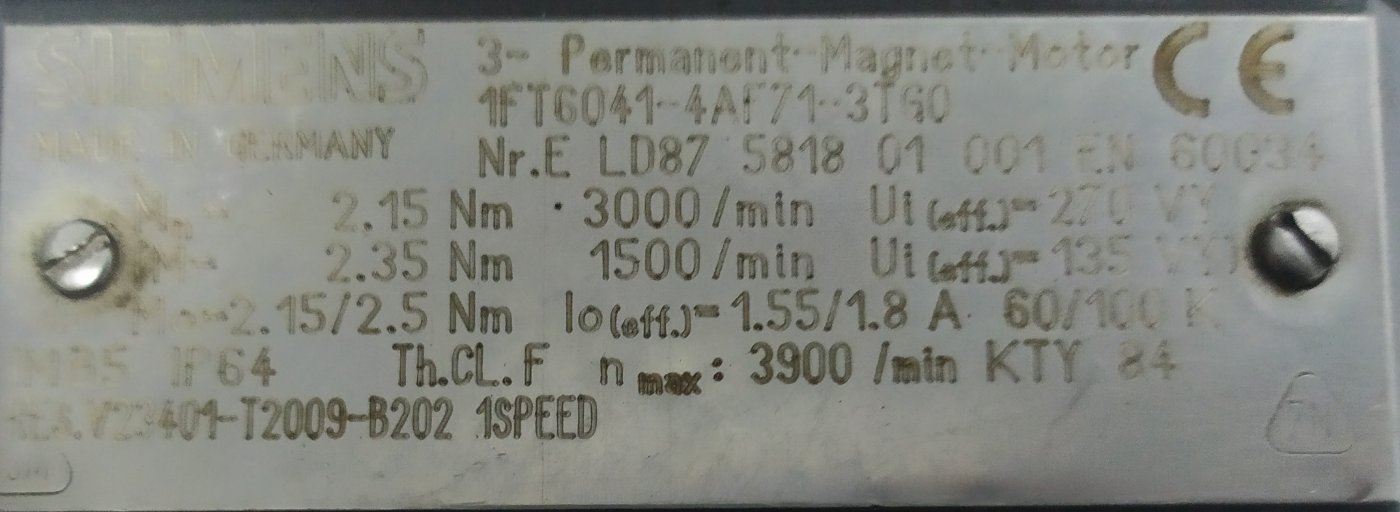 SIEMENS 3~ Permanent-Magnet-Motor CE
1FT6041-4AF71-3TG0
MADE IN GERMANY Nr.E LD87 5818 01 001 EN 60034
2.15 Nm · 3000/min Ui(eff.)= 270 VY
2.35 Nm 1500/min Ui(eff.)= 135
2.15/2.5 Nm Io(eff.)= 1.55/1.8 A 60/100 K
IP64 Th.CL.F n max: 3900 /min KTY 84
V23401-T2009-B202 1SPEED